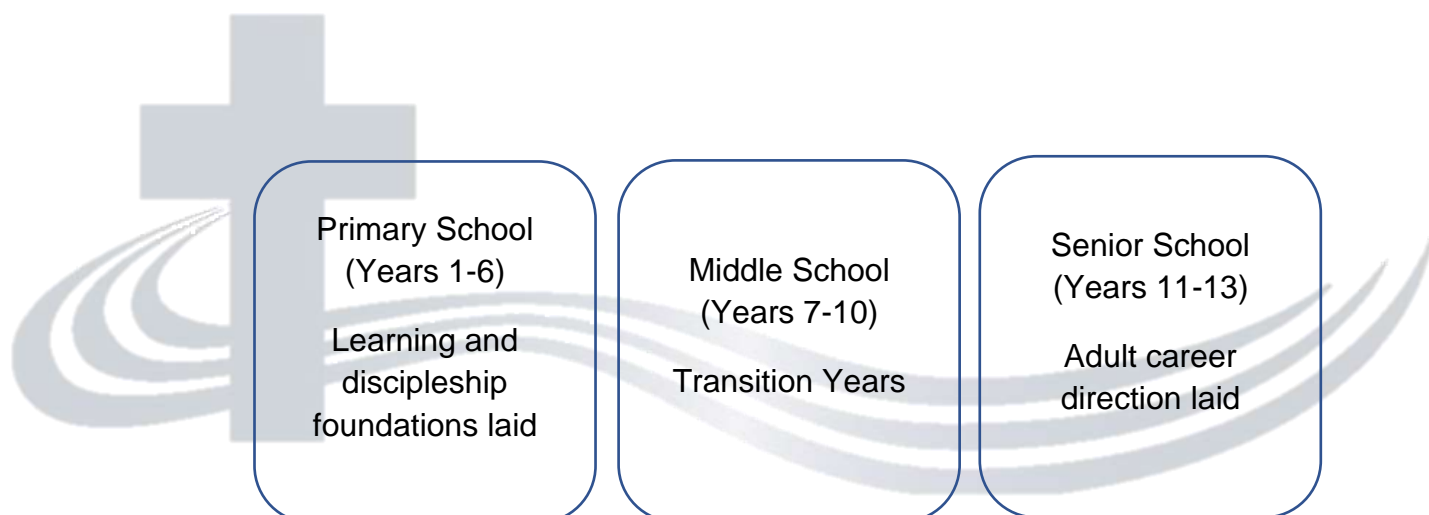 Primary School
(Years 1-6)
Learning and
discipleship
foundations laid
Middle School
(Years 7-10)
Transition Years
Senior School
(Years 11-13)
Adult career
direction laid